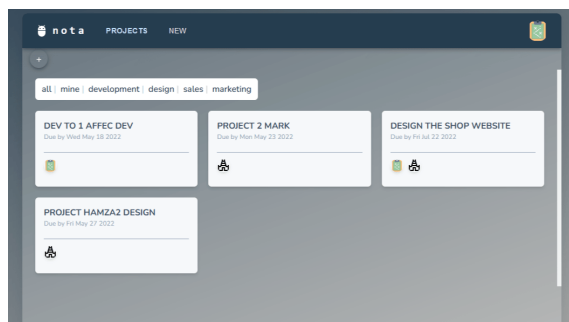 nota PROJECTS NEW
+
all | mine | development | design | sales | marketing
DEV TO 1 AFFEC DEV
Due by Wed May 18 2022
PROJECT 2 MARK
Due by Mon May 23 2022
DESIGN THE SHOP WEBSITE
Due by Fri Jul 22 2022
PROJECT HAMZA2 DESIGN
Due by Fri May 27 2022